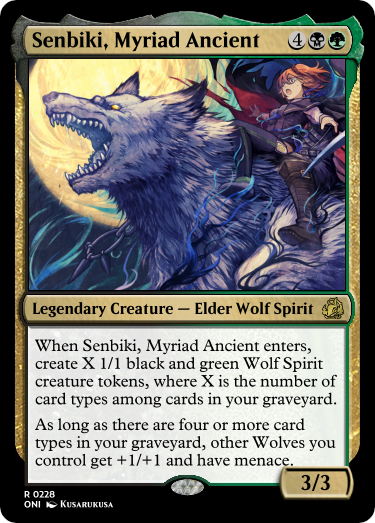 Senbiki, Myriad Ancient 4
Legendary Creature — Elder Wolf Spirit
When Senbiki, Myriad Ancient enters,
create X 1/1 black and green Wolf Spirit
creature tokens, where X is the number of
card types among cards in your graveyard.
As long as there are four or more card
types in your graveyard, other Wolves you
control get +1/+1 and have menace.
3/3
R 0228
ONI Kusarukusa